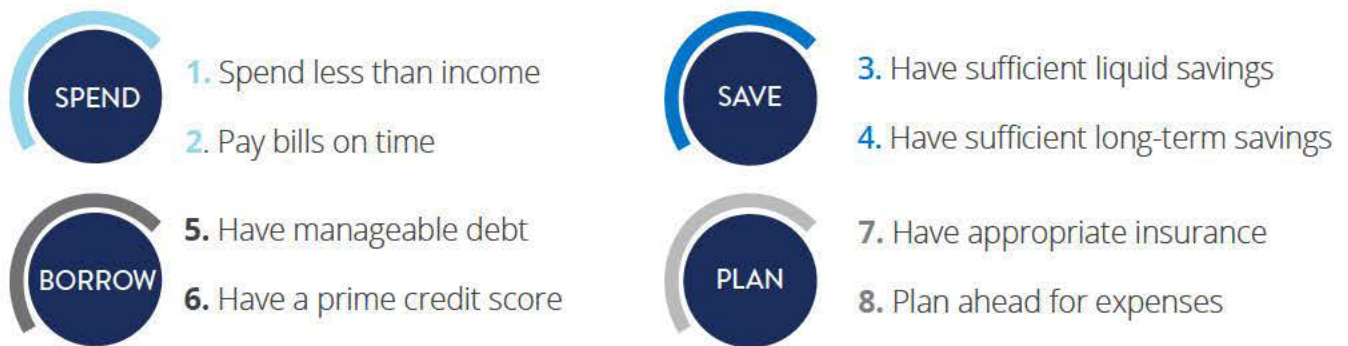 SPEND
1. Spend less than income
2. Pay bills on time
SAVE
3. Have sufficient liquid savings
4. Have sufficient long-term savings
BORROW
5. Have manageable debt
6. Have a prime credit score
PLAN
7. Have appropriate insurance
8. Plan ahead for expenses